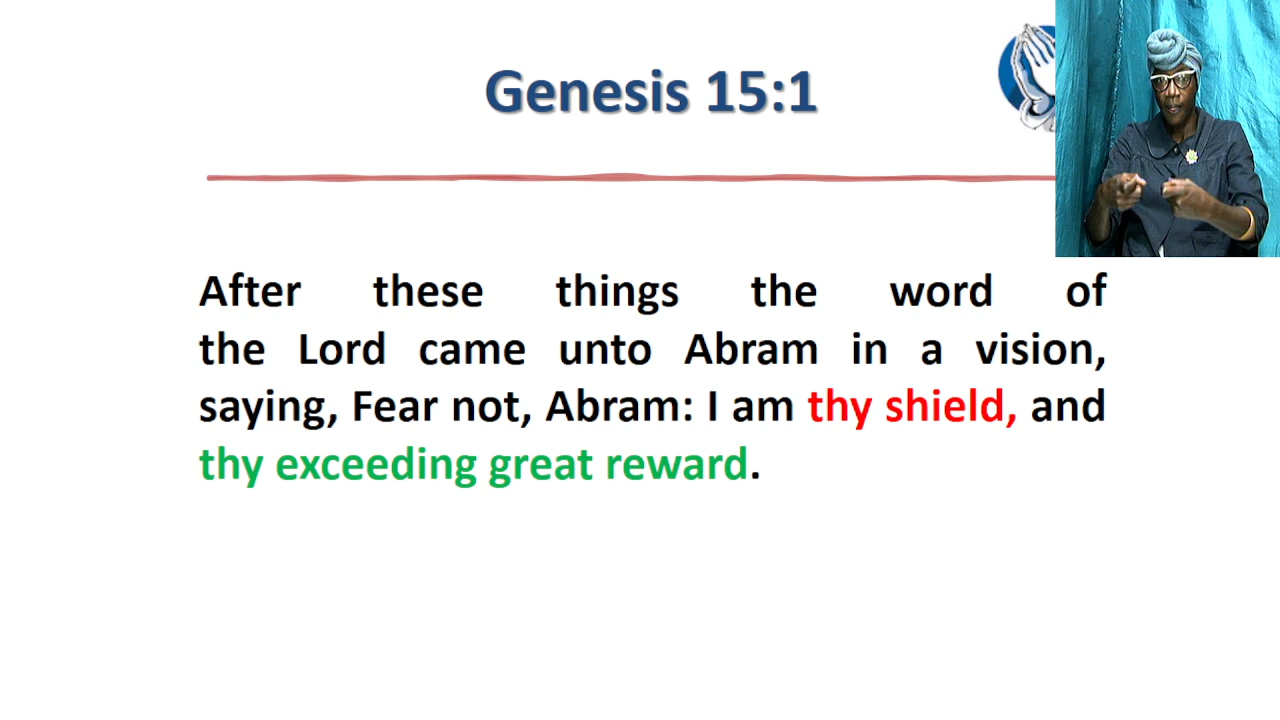 Genesis 15:1
After these things the word of
the Lord came unto Abram in a vision,
saying, Fear not, Abram: I am thy shield, and
thy exceeding great reward.